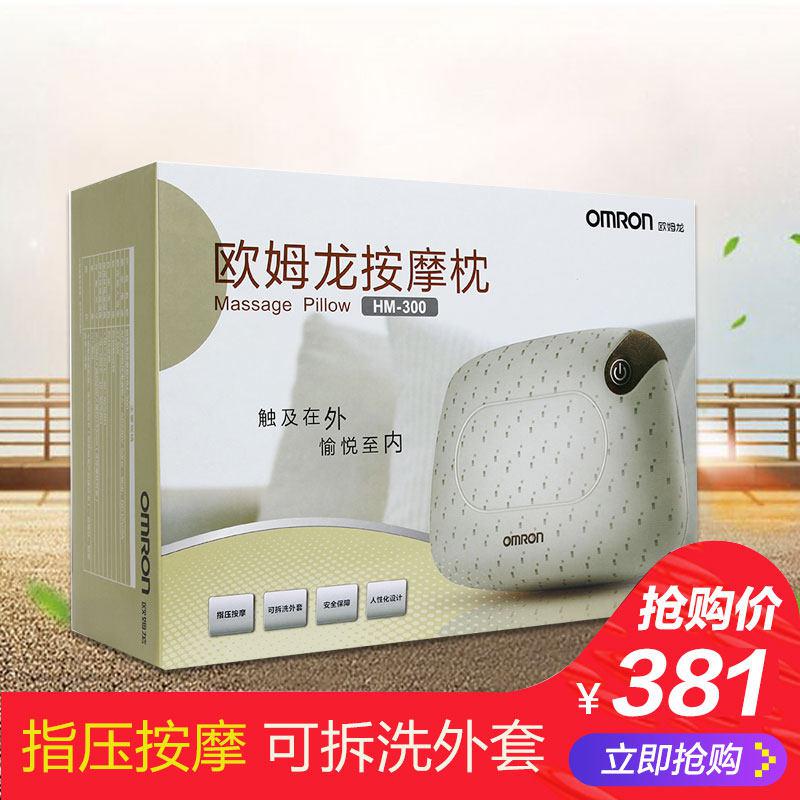 OMRON 欧姆龙
欧姆龙按摩枕
Massage Pillow HM-300
触及在外
愉悦至内
OMRON
指压按摩
可拆洗外套
安全保障
人性化设计
OMRON 欧姆龙
抢购价
¥381
指压按摩 可拆洗外套
立即抢购